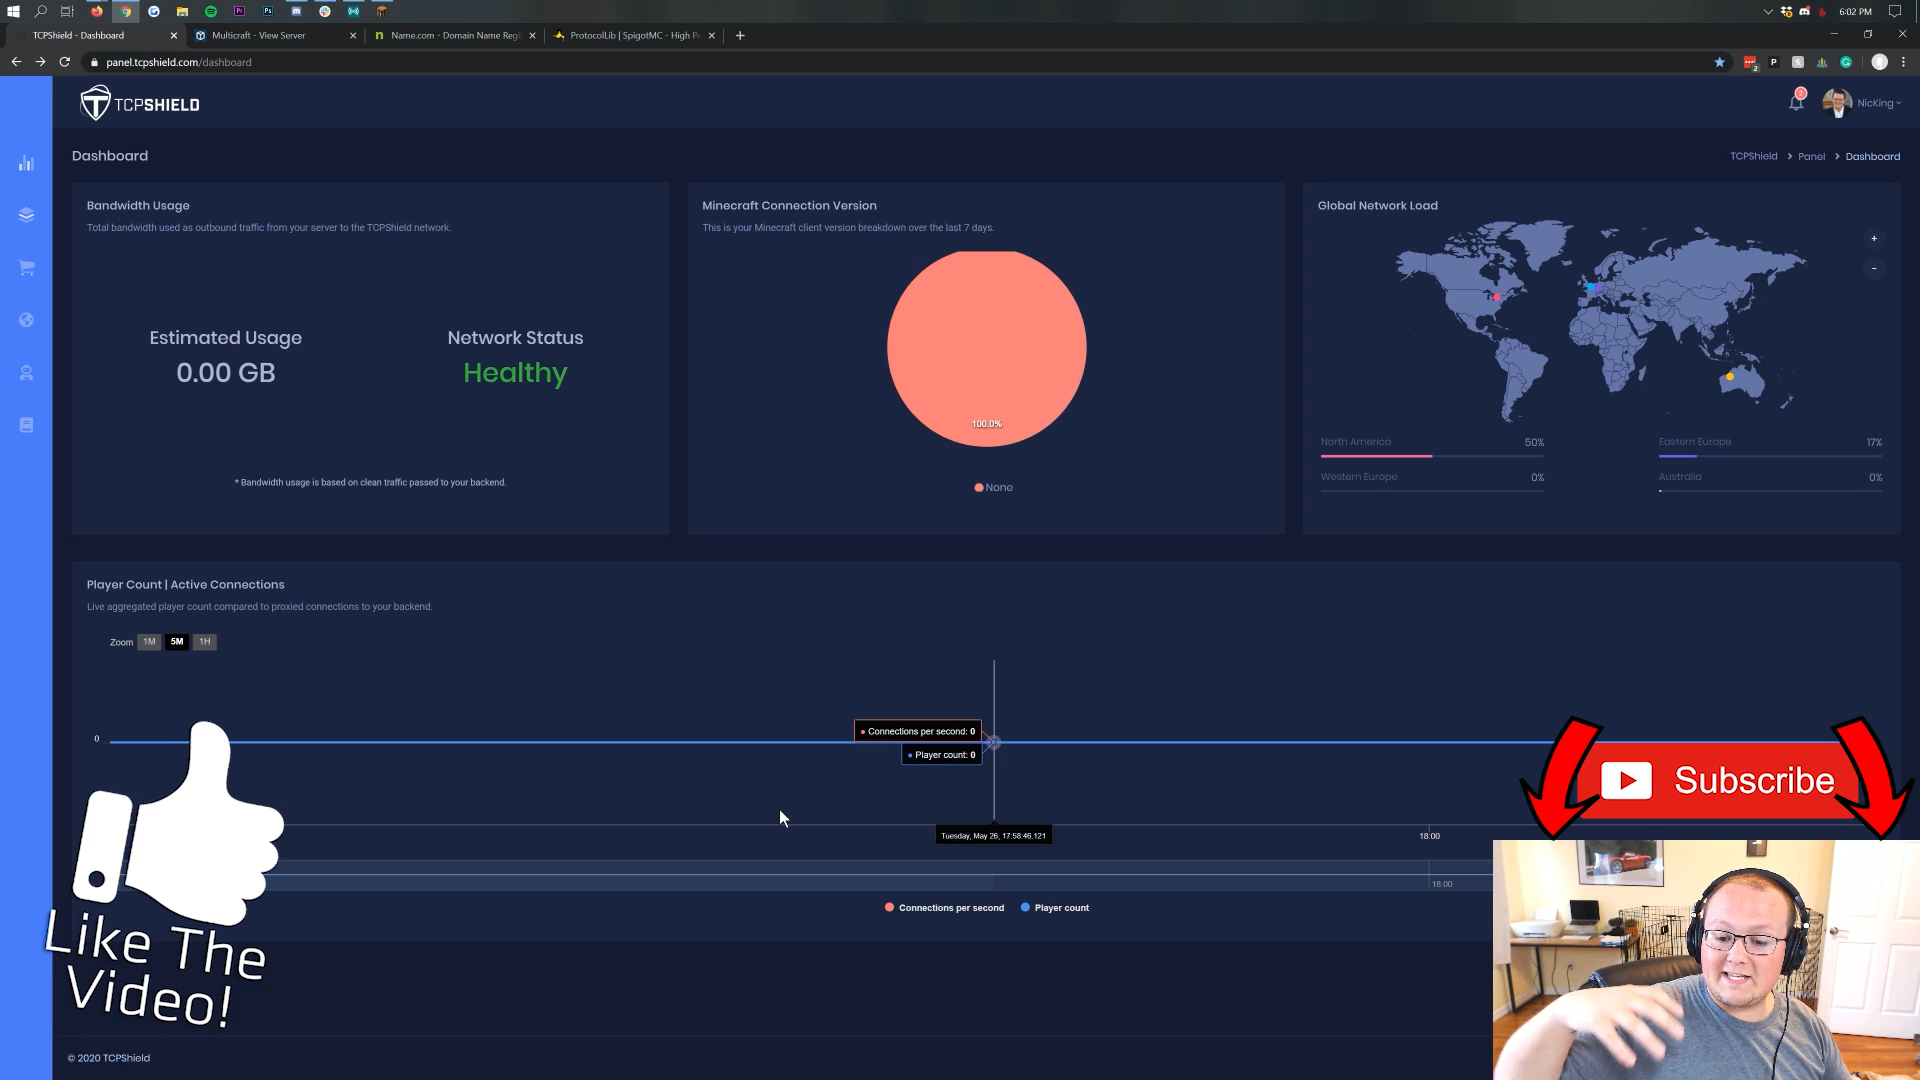 6:02 PM
TCPShield - Dashboard
Multicraft - View Server
Name.com - Domain Name Regi
ProtocolLib | SpigotMC - High P
panel.tcpshield.com/dashboard
2
P
TCPSHIELD
2
NicKing
Dashboard
TCPShield > Panel > Dashboard
Bandwidth Usage
Total bandwidth used as outbound traffic from your server to the TCPShield network.
Estimated Usage
0.00 GB
Network Status
Healthy
* Bandwidth usage is based on clean traffic passed to your backend.
Minecraft Connection Version
This is your Minecraft client version breakdown over the last 7 days.
100.0%
None
Global Network Load
+
-
North America 50%
Eastern Europe 17%
Western Europe 0%
Australia 0%
Player Count | Active Connections
Live aggregated player count compared to proxied connections to your backend.
Zoom 1M 5M 1H
0
Connections per second: 0
Player count: 0
Tuesday, May 26, 17:58:46.121
18:00
18:00
Connections per second
Player count
Like The
Video!
Subscribe
© 2020 TCPShield